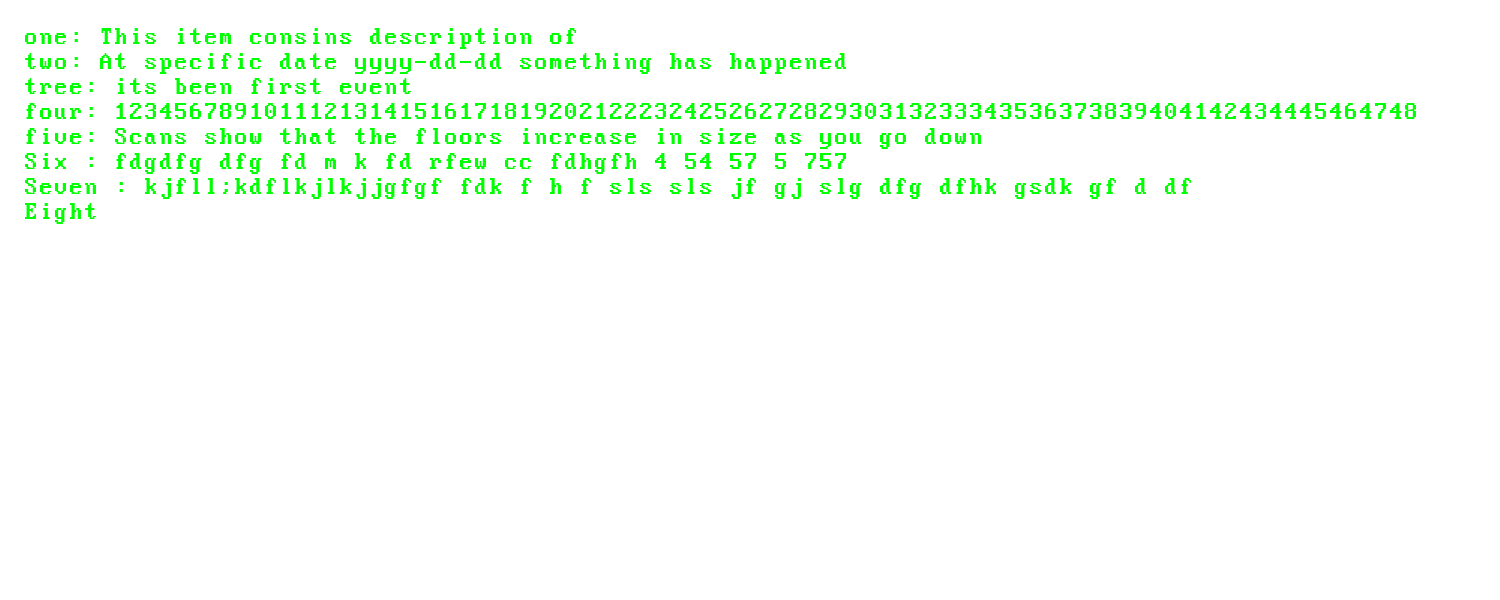 one: This item consins description of
two: At specific date yyyy-dd-dd something has happened
tree: its been first event
four: 123456789101112131415161718192021222324252627282930313233343536373839404142434445464748
five: Scans show that the floors increase in size as you go down
Six : fdgdfg dfg fd m k fd rfew cc fdhgfh 4 54 57 5 757
Seven : kjfll;kdflkjlkjjgfgf fdk f h f sls sls jf gj slg dfg dfhk gsdk gf d df
Eight